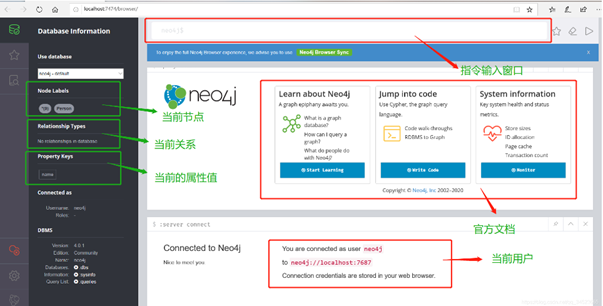 localhost:7474/browser/
Database Information
Use database
neo4j - default
Node Labels
Person
Relationship Types
No relationships in database
Property Keys
name
Connected as
Username: neo4j
Roles: -
DBMS
Version: 4.0.1
Edition: Community
Name: neo4j
Databases: dbs
Information: sysinfo
Query List: queries
neo4j$
指令输入窗口
To enjoy the full Neo4j Browser experience, we advise you to use Neo4j Browser Sync
neo4j
Learn about Neo4j
A graph epiphany awaits you.
What is a graph database?
How can I query a graph?
What do people do with Neo4j?
Start Learning
Jump into code
Use Cypher, the graph query language.
Code walk-throughs
RDBMS to Graph
Write Code
System information
Key system health and status metrics.
Store sizes
ID allocation
Page cache
Transaction count
Monitor
Copyright © Neo4j, Inc 2002-2020
当前节点
当前关系
当前的属性值
官方文档
$ :server connect
Connected to Neo4j
Nice to meet you.
You are connected as user neo4j
to neo4j://localhost:7687
Connection credentials are stored in your web browser.
当前用户